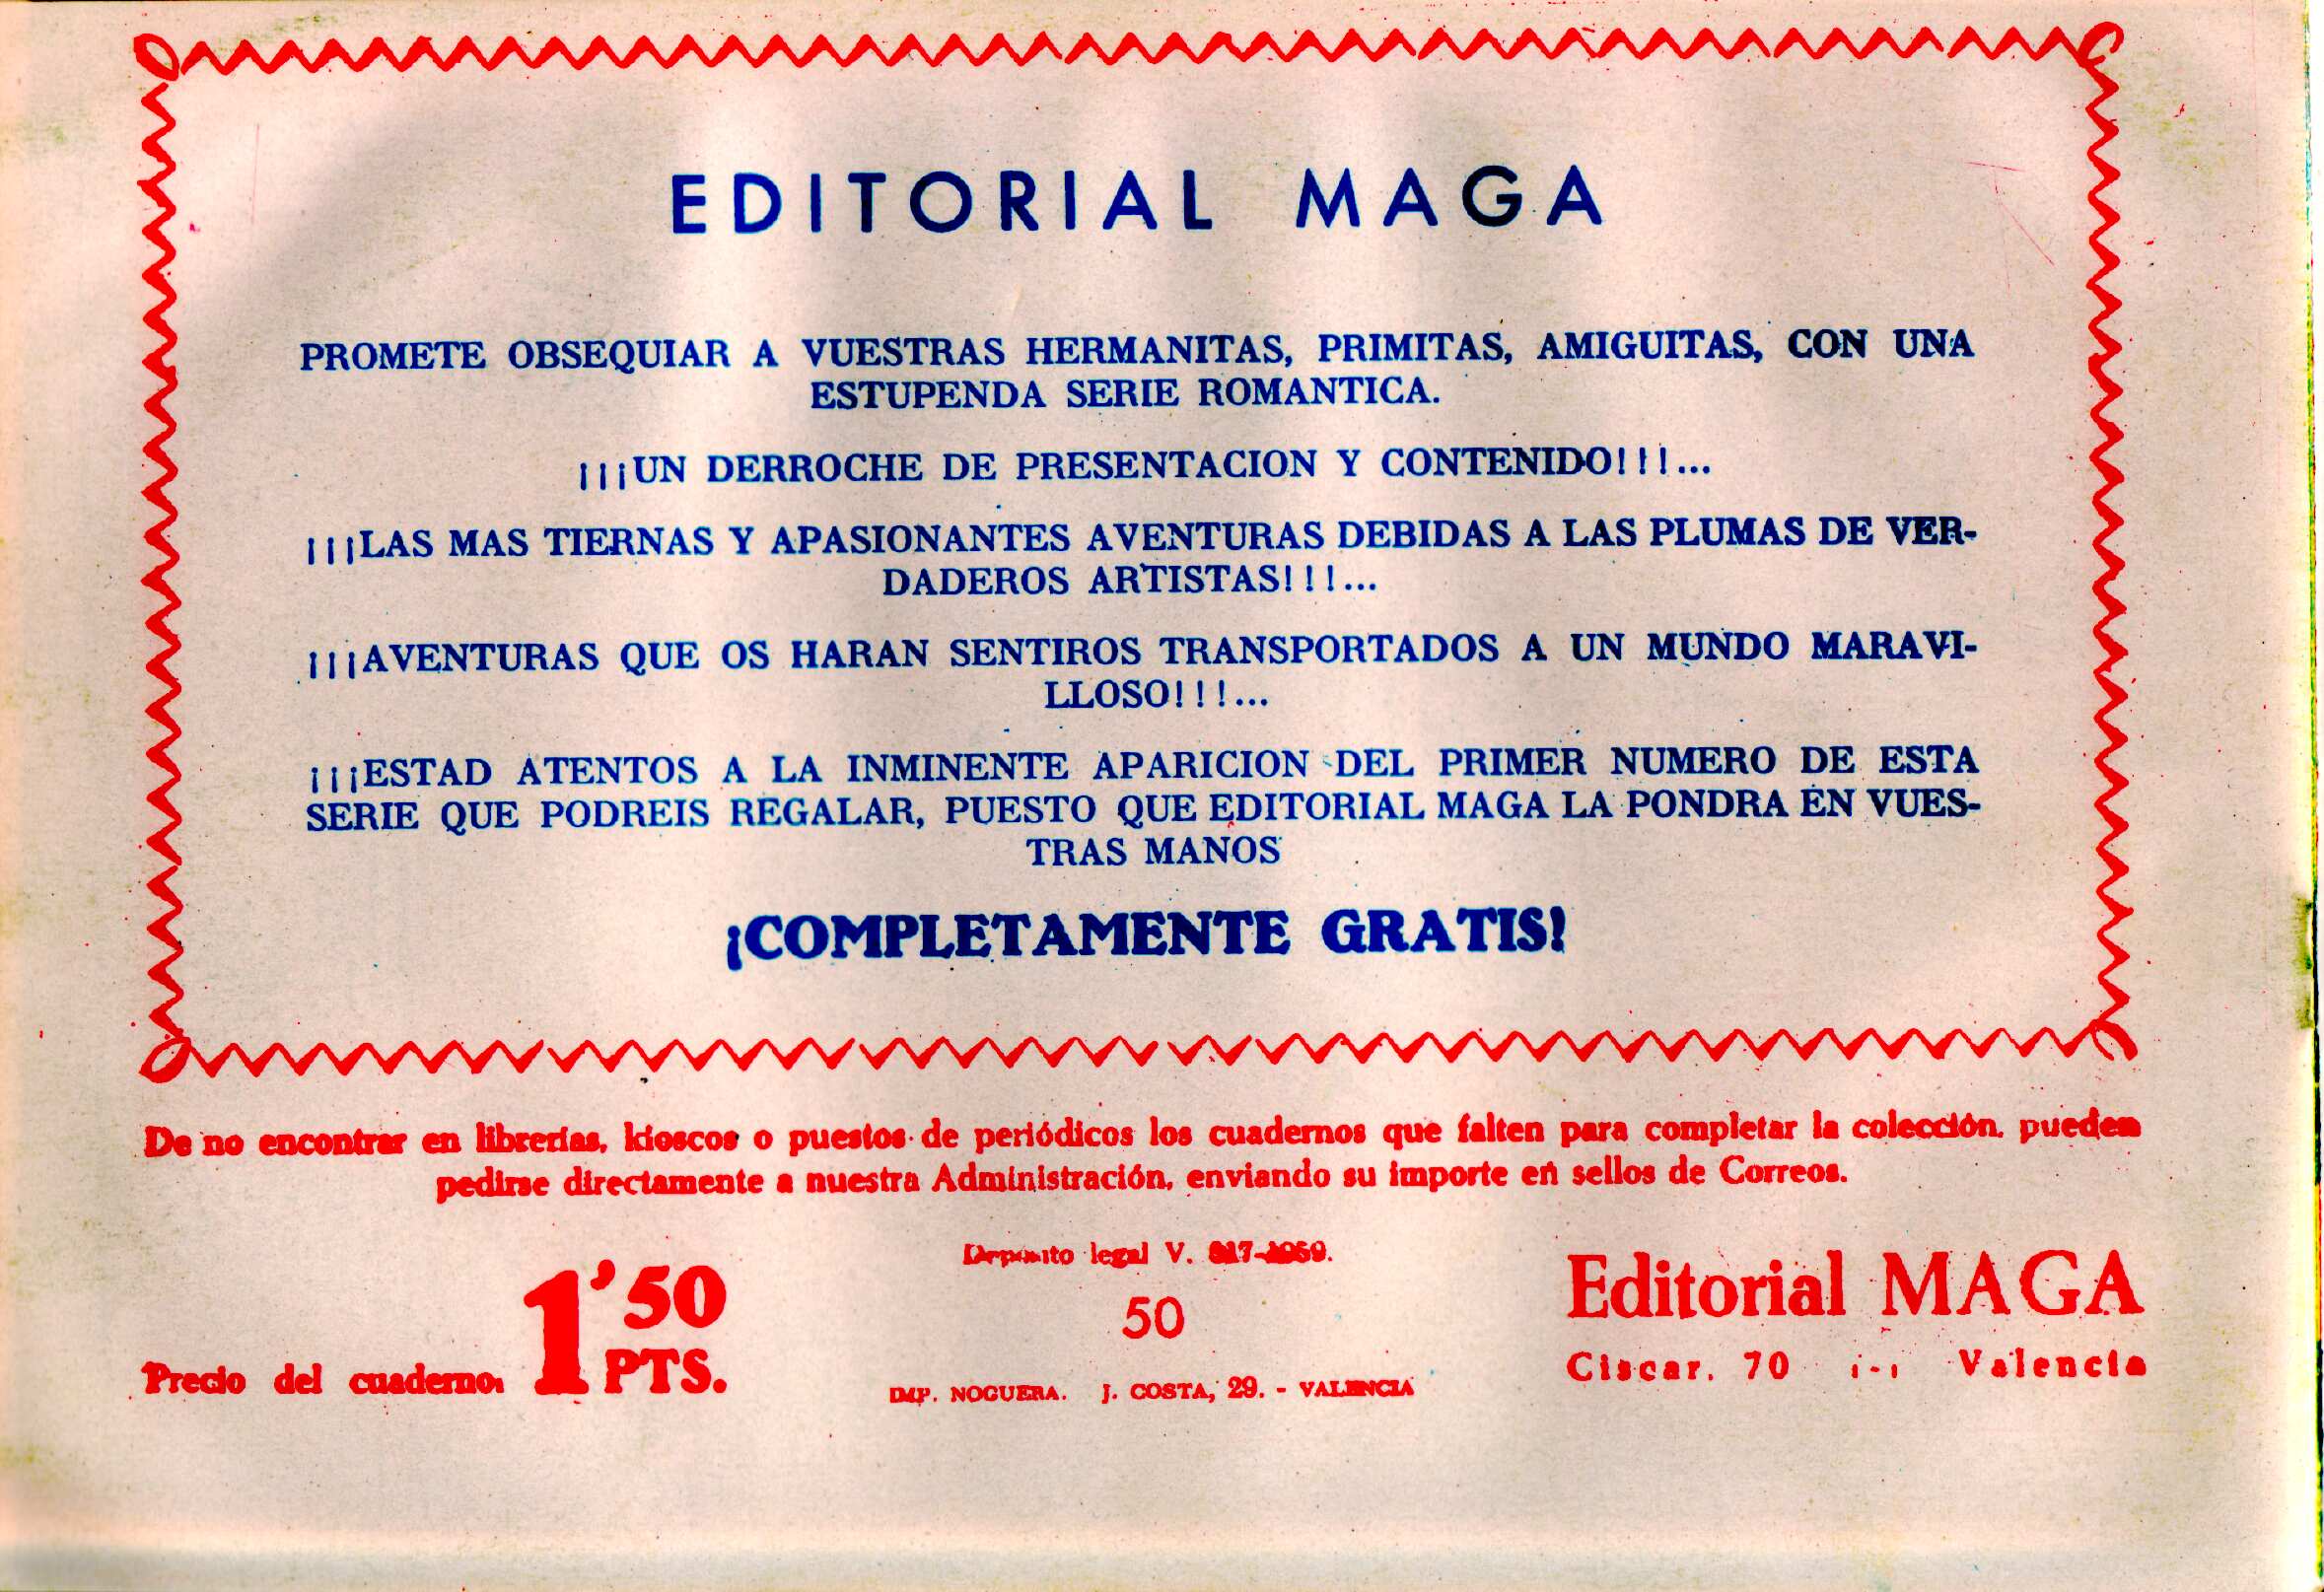 EDITORIAL MAGA
PROMETE OBSEQUIAR A VUESTRAS HERMANITAS, PRIMITAS, AMIGUITAS, CON UNA
ESTUPENDA SERIE ROMANTICA.
¡¡¡UN DERROCHE DE PRESENTACION Y CONTENIDO!!!...
¡¡¡LAS MAS TIERNAS Y APASIONANTES AVENTURAS DEBIDAS A LAS PLUMAS DE VER-
DADEROS ARTISTAS!!!...
¡¡¡AVENTURAS QUE OS HARAN SENTIROS TRANSPORTADOS A UN MUNDO MARAVI-
LLOSO!!!...
¡¡¡ESTAD ATENTOS A LA INMINENTE APARICION DEL PRIMER NUMERO DE ESTA
SERIE QUE PODREIS REGALAR, PUESTO QUE EDITORIAL MAGA LA PONDRA EN VUES-
TRAS MANOS
¡COMPLETAMENTE GRATIS!
De no encontrar en librerías, kioscos o puestos de periódicos los cuadernos que falten para completar la colección, pueden
pedirse directamente a nuestra Administración, enviando su importe en sellos de Correos.
Precio del cuaderno: 1'50 PTS.
Depósito legal V.
50
IMP. NOGUERA. J. COSTA, 29. - VALENCIA
Editorial MAGA
Ciscar, 70 :-: Valencia